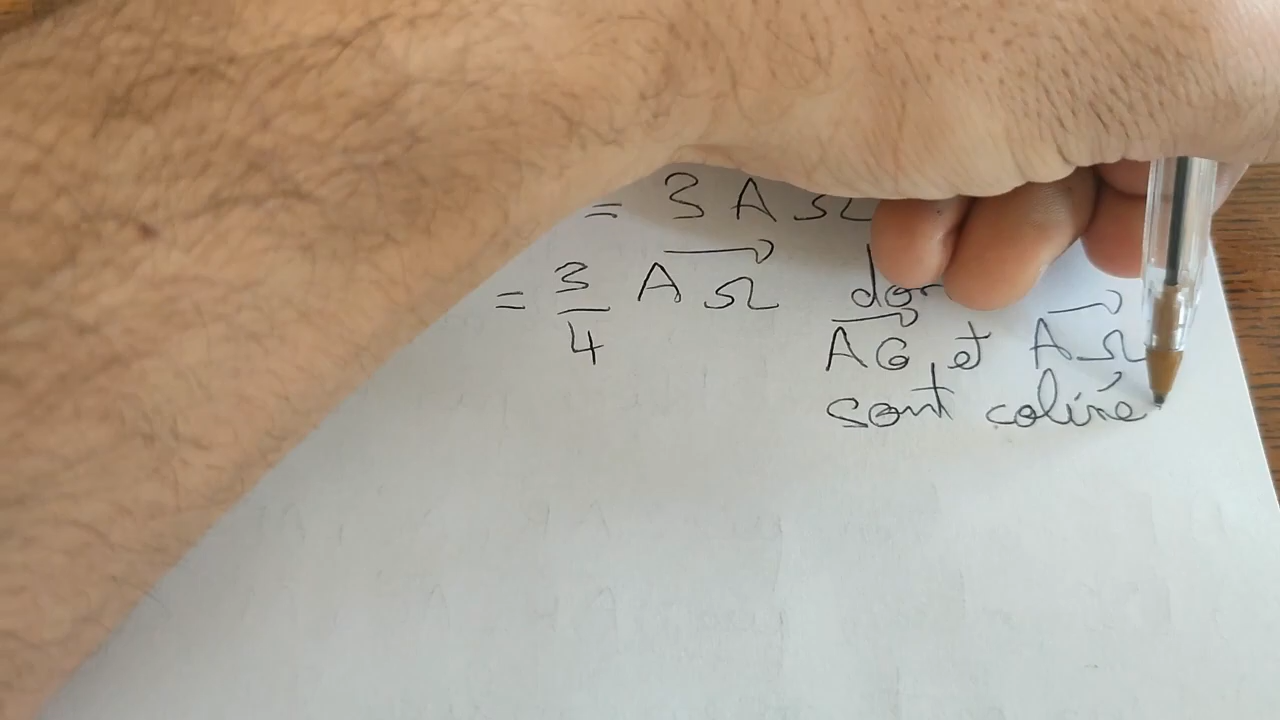 = 3 AΩ
= 3/4 AΩ
AG et AΩ
sont coliné